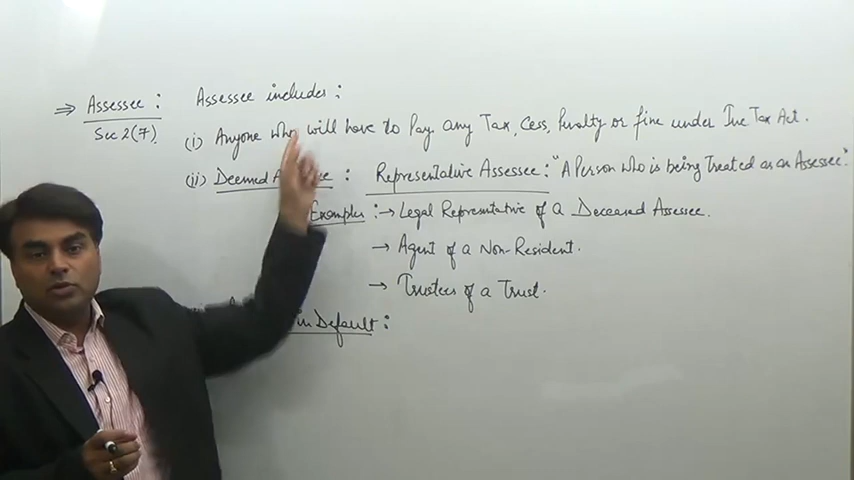 ⇒ Assessee : Assessee includes :
Sec 2(7). (i) Anyone who will have to Pay any Tax, Cess, Penalty or fine under Inc Tax Act.
(ii) Deemed : Representative Assessee : "A Person who is being Treated as an Assessee".
Examples : → Legal Representative of a Deceased Assessee.
→ Agent of a Non-Resident.
→ Trustees of a Trust.
in Default :